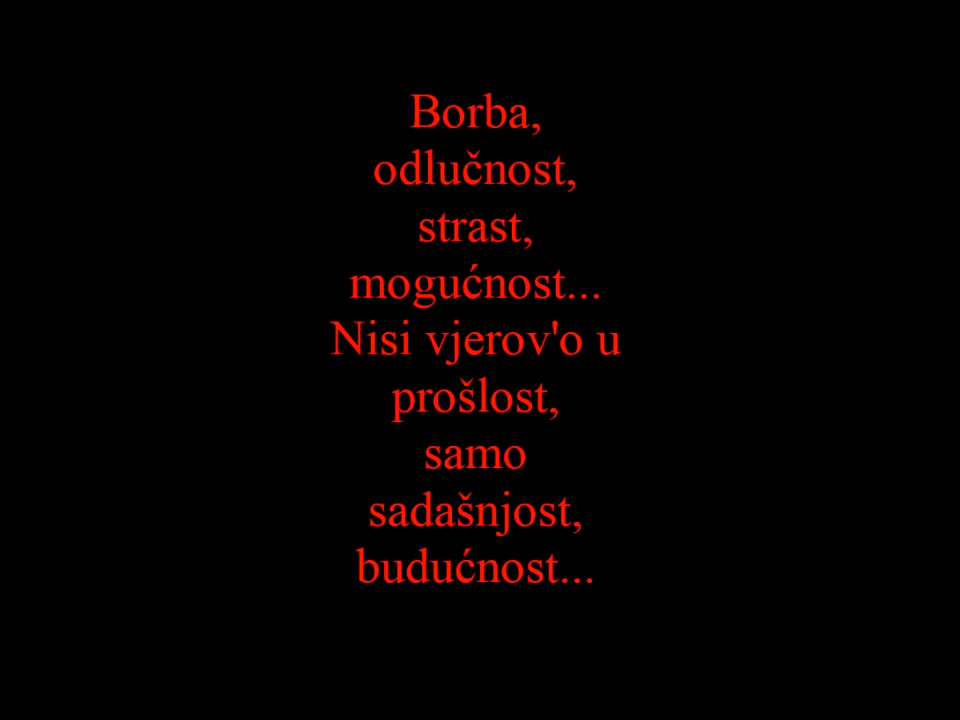 Borba,
odlučnost,
strast,
mogućnost...
Nisi vjerov'o u
prošlost,
samo
sadašnjost,
budućnost...